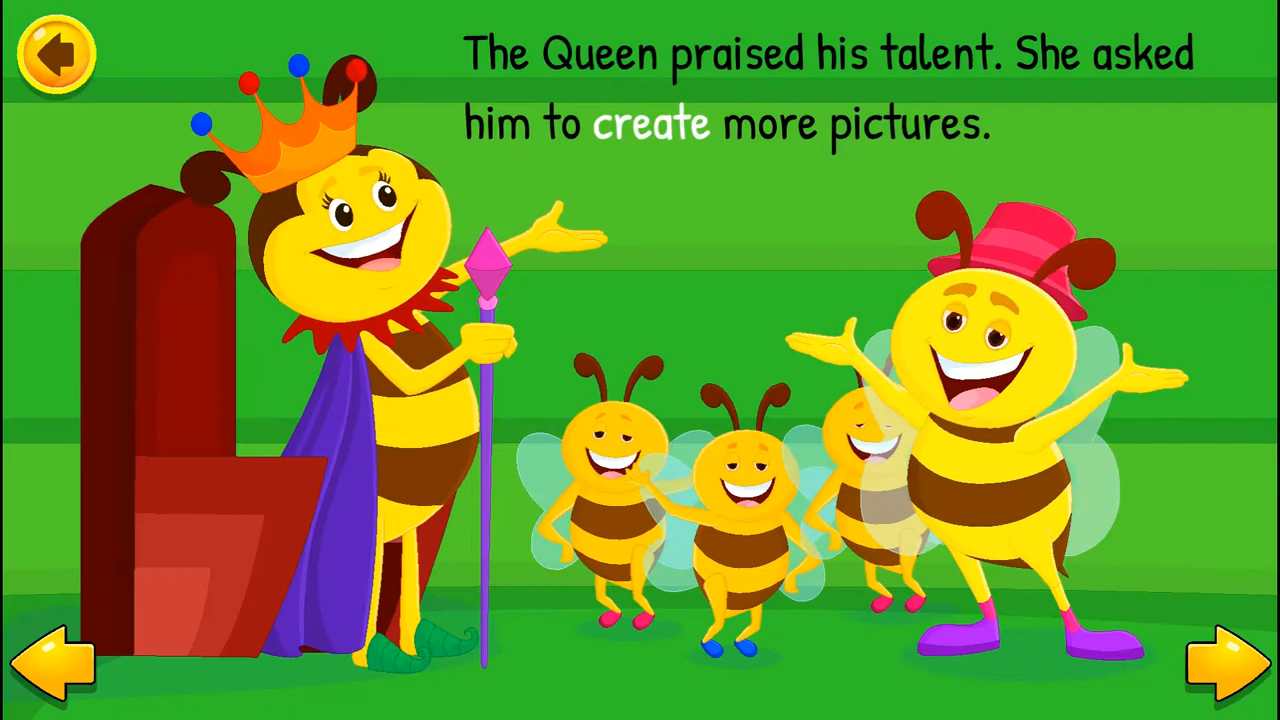 The Queen praised his talent. She asked
him to create more pictures.